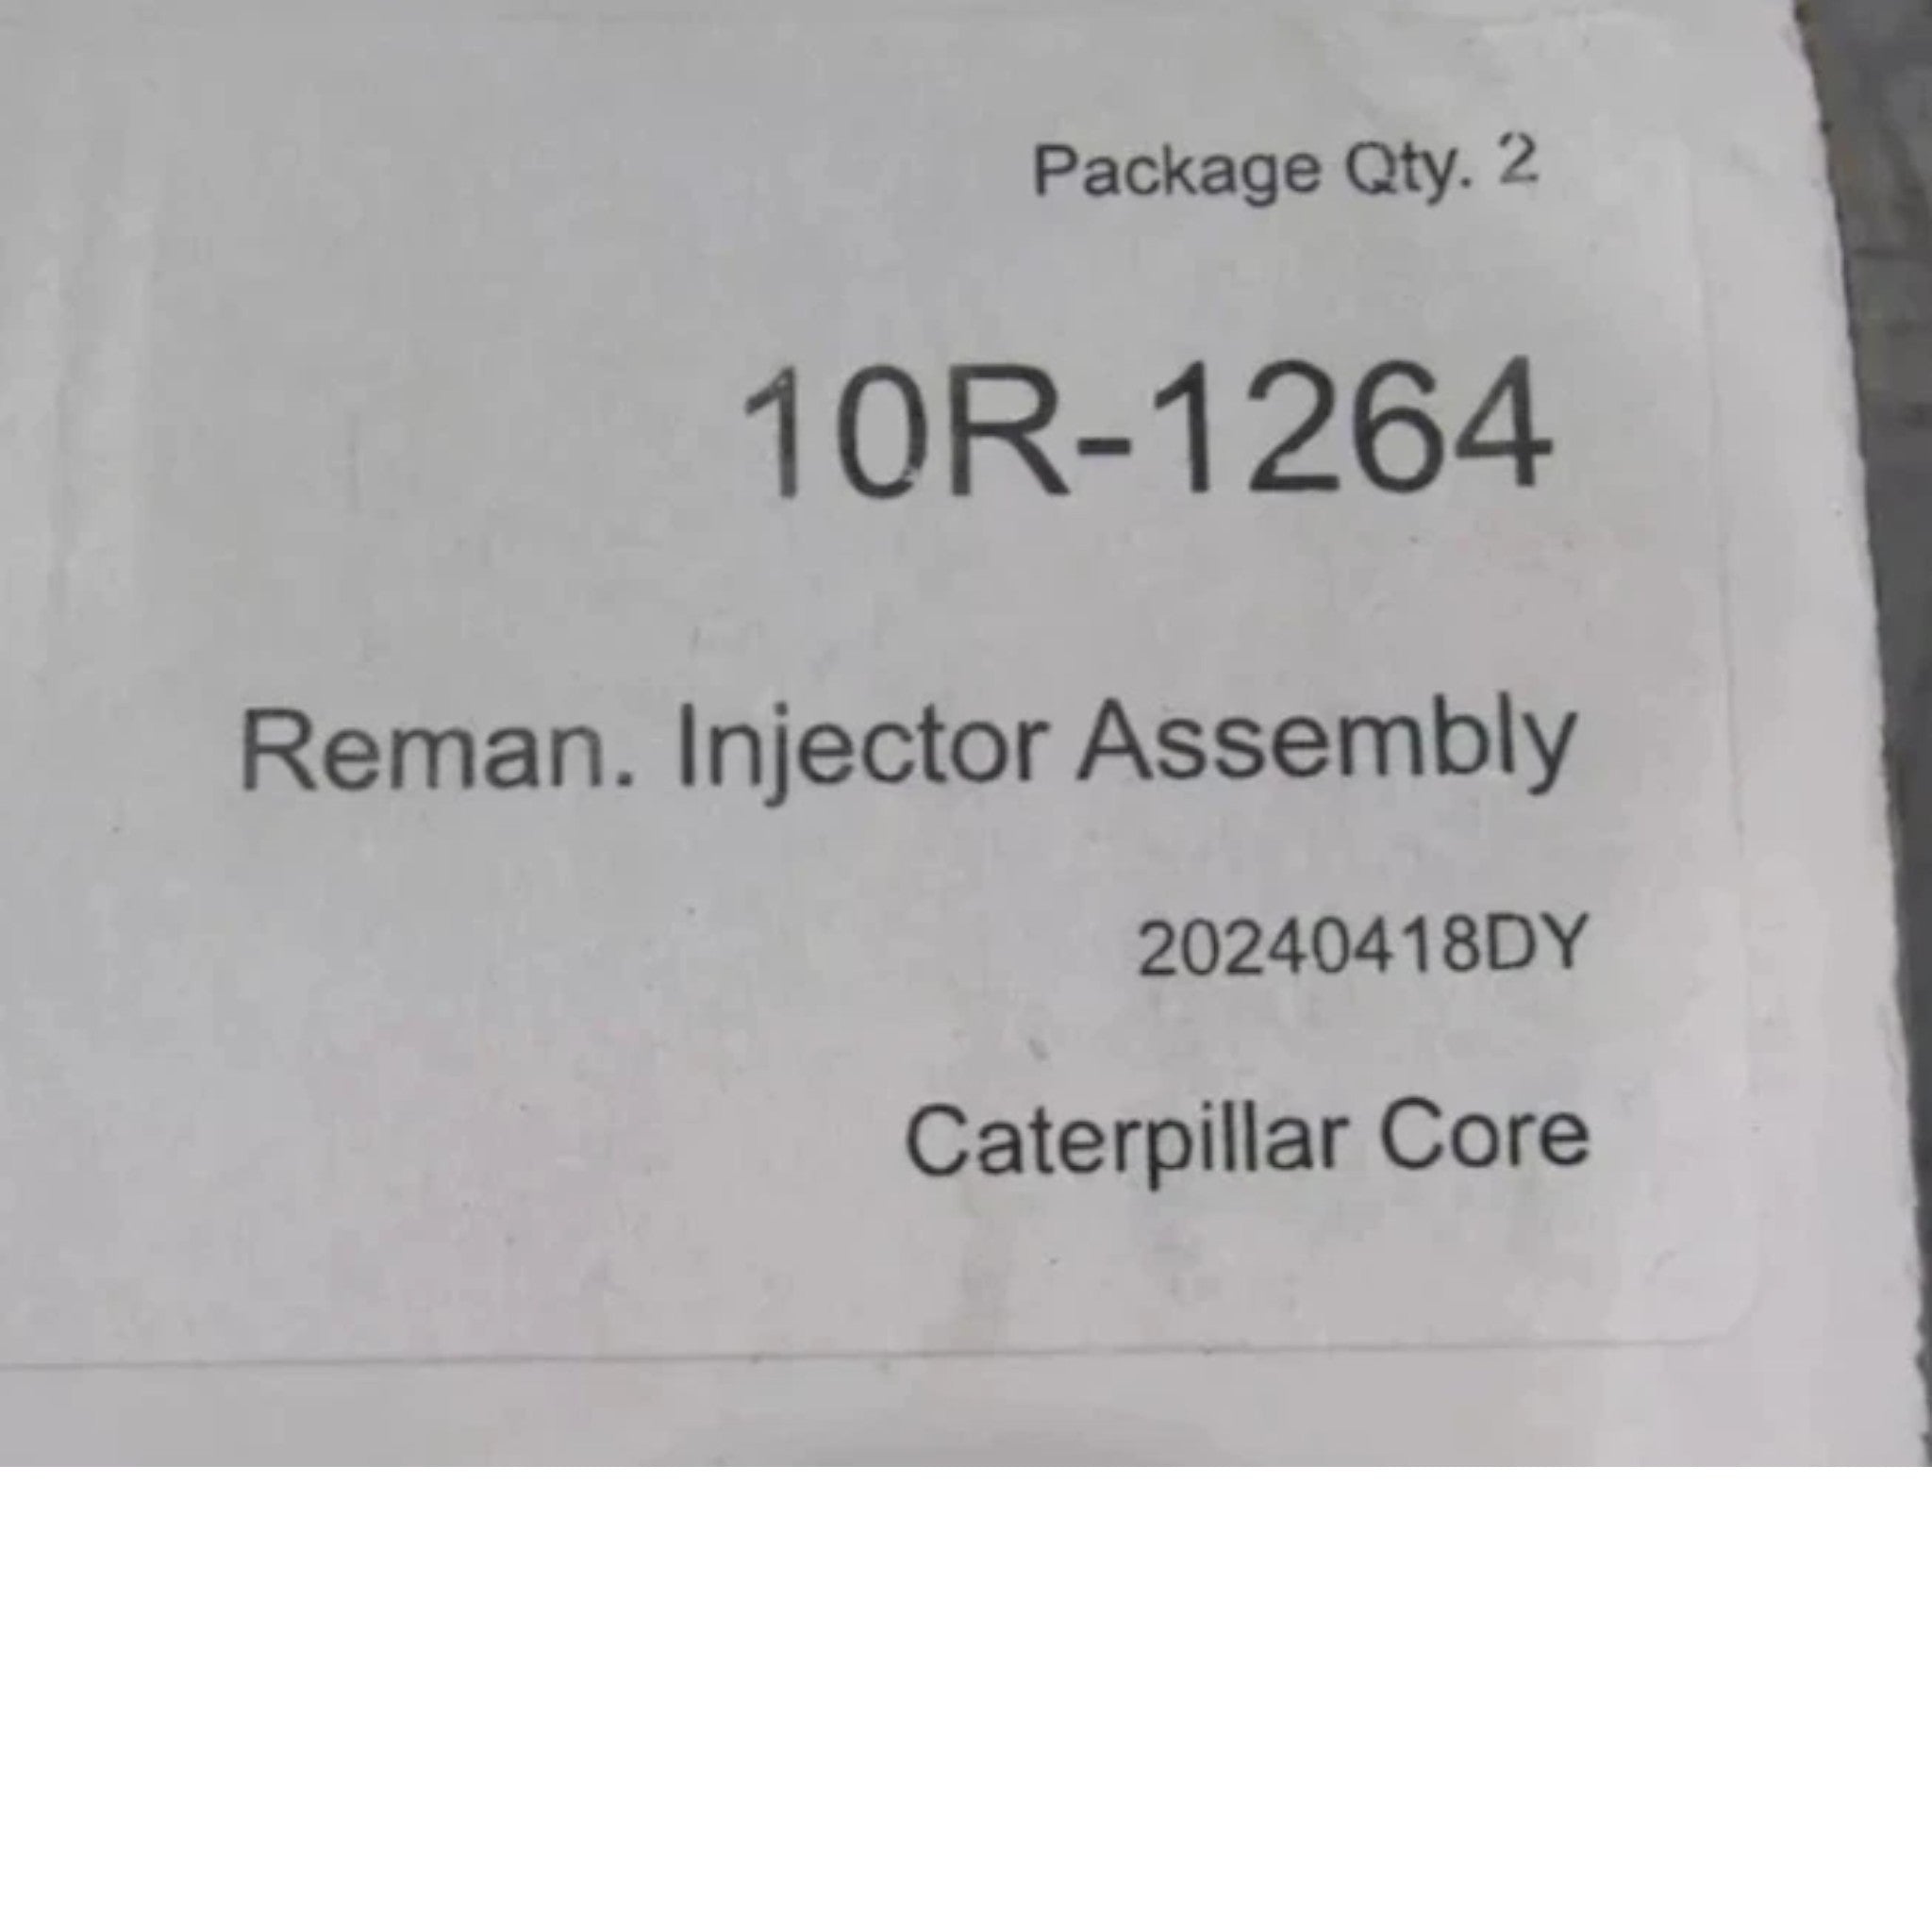 Package Qty. 2
10R-1264
Reman. Injector Assembly
20240418DY
Caterpillar Core